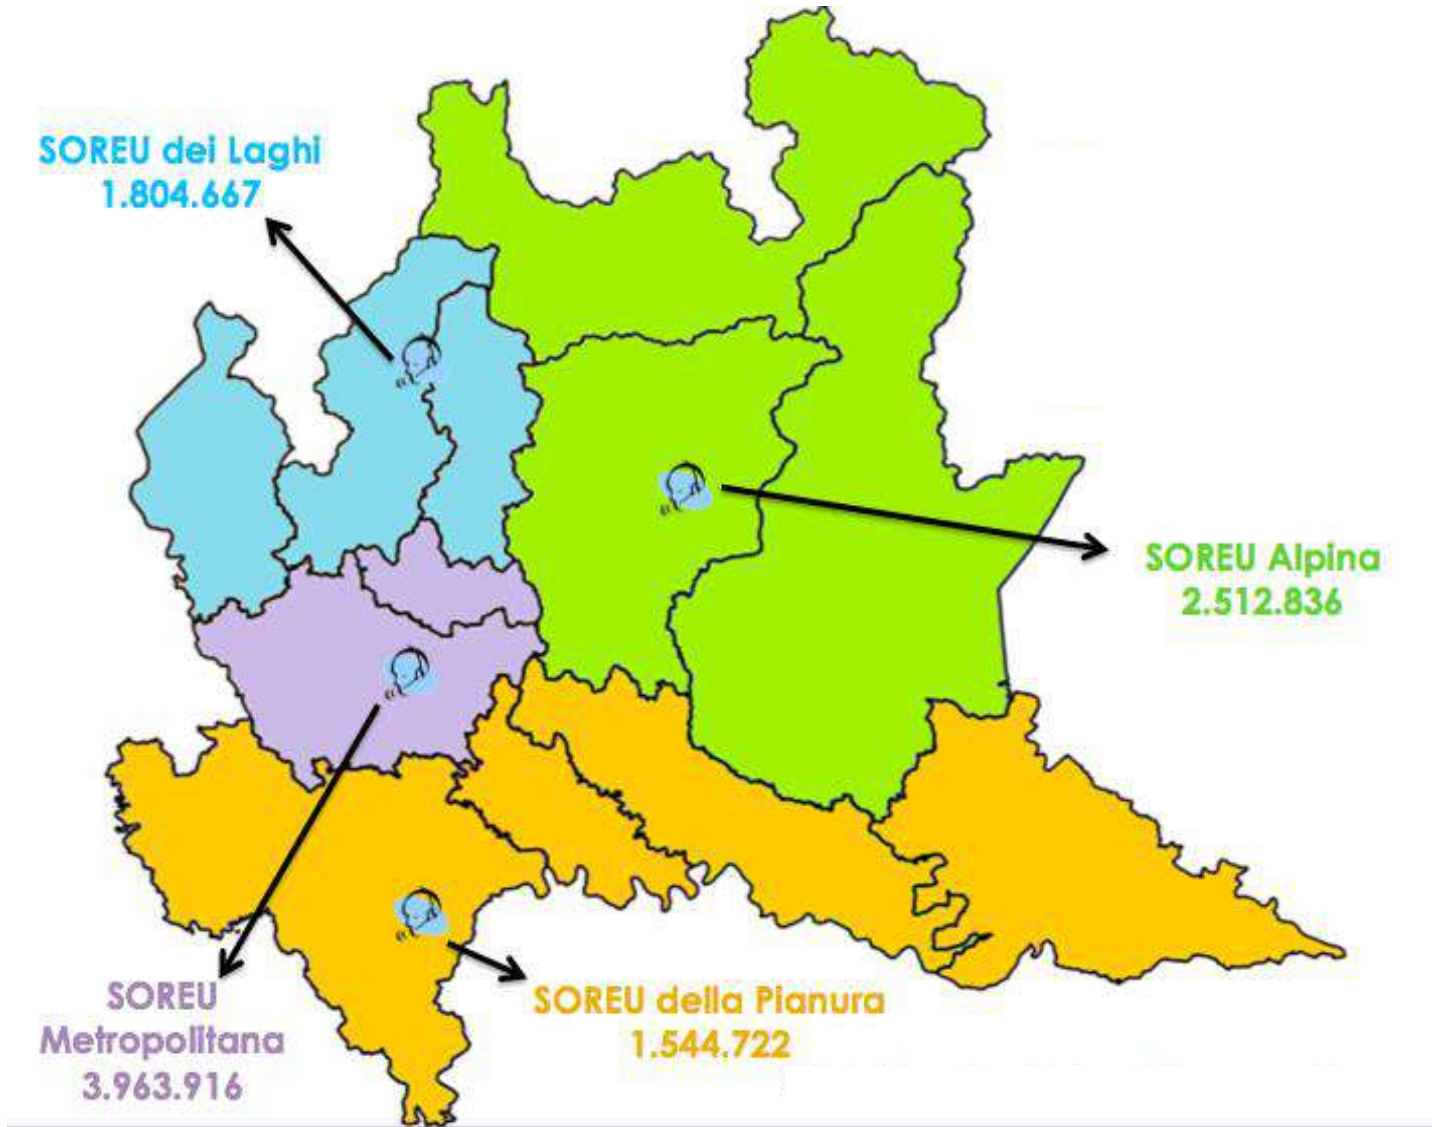 SOREU dei Laghi
1.804.667
SOREU Alpina
2.512.836
SOREU
Metropolitana
3.963.916
SOREU della Pianura
1.544.722